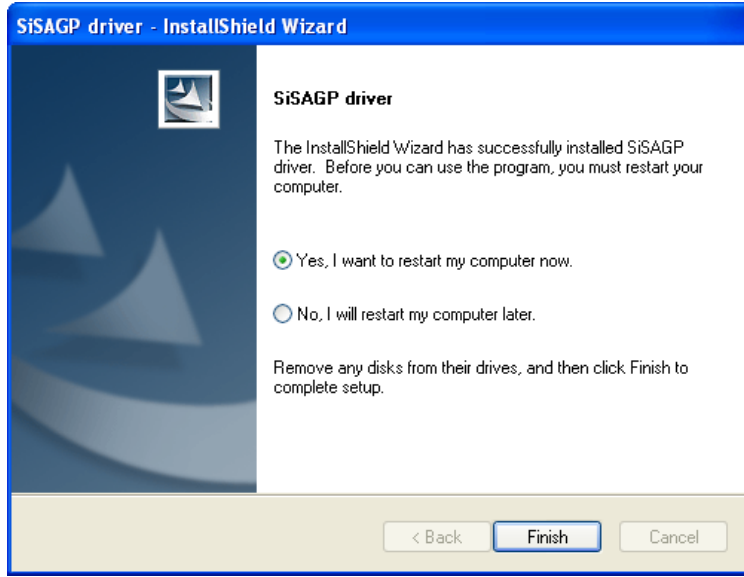 SiSAGP driver - InstallShield Wizard
SiSAGP driver
The InstallShield Wizard has successfully installed SiSAGP
driver. Before you can use the program, you must restart your
computer.
Yes, I want to restart my computer now.
No, I will restart my computer later.
Remove any disks from their drives, and then click Finish to
complete setup.
< Back Finish Cancel